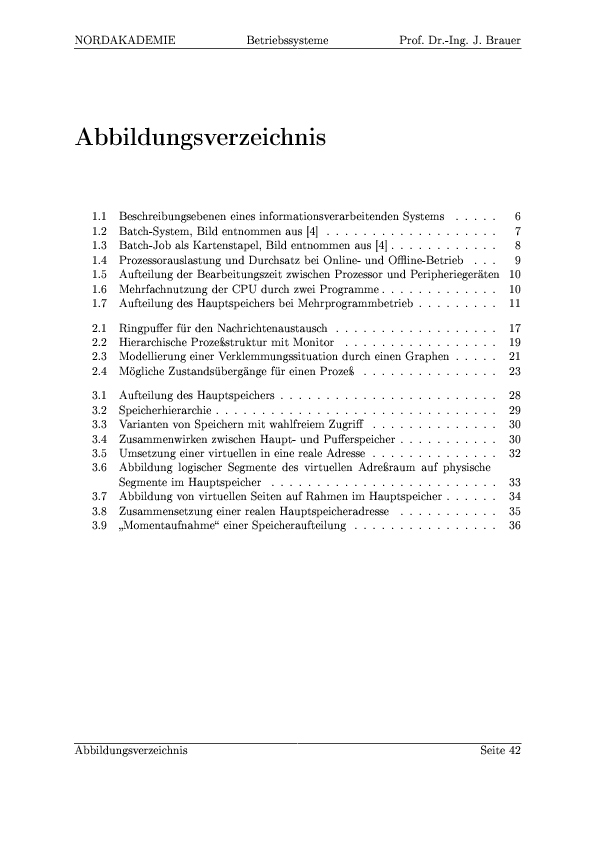 NORDAKADEMIE Betriebssysteme Prof. Dr.-Ing. J. Brauer
Abbildungsverzeichnis
1.1 Beschreibungsebenen eines informationsverarbeitenden Systems . . . . . 6
1.2 Batch-System, Bild entnommen aus [4] . . . . . . . . . . . . . . . . . . . 7
1.3 Batch-Job als Kartenstapel, Bild entnommen aus [4] . . . . . . . . . . . . 8
1.4 Prozessorauslastung und Durchsatz bei Online- und Offline-Betrieb . . . 9
1.5 Aufteilung der Bearbeitungszeit zwischen Prozessor und Peripheriegeräten 10
1.6 Mehrfachnutzung der CPU durch zwei Programme . . . . . . . . . . . . . 10
1.7 Aufteilung des Hauptspeichers bei Mehrprogrammbetrieb . . . . . . . . . 11
2.1 Ringpuffer für den Nachrichtenaustausch . . . . . . . . . . . . . . . . . . 17
2.2 Hierarchische Prozeßstruktur mit Monitor . . . . . . . . . . . . . . . . . 19
2.3 Modellierung einer Verklemmungssituation durch einen Graphen . . . . . 21
2.4 Mögliche Zustandsübergänge für einen Prozeß . . . . . . . . . . . . . . . 23
3.1 Aufteilung des Hauptspeichers . . . . . . . . . . . . . . . . . . . . . . . . 28
3.2 Speicherhierarchie . . . . . . . . . . . . . . . . . . . . . . . . . . . . . . . 29
3.3 Varianten von Speichern mit wahlfreiem Zugriff . . . . . . . . . . . . . . 30
3.4 Zusammenwirken zwischen Haupt- und Pufferspeicher . . . . . . . . . . . 30
3.5 Umsetzung einer virtuellen in eine reale Adresse . . . . . . . . . . . . . . 32
3.6 Abbildung logischer Segmente des virtuellen Adreßraum auf physische
Segmente im Hauptspeicher . . . . . . . . . . . . . . . . . . . . . . . . . 33
3.7 Abbildung von virtuellen Seiten auf Rahmen im Hauptspeicher . . . . . . 34
3.8 Zusammensetzung einer realen Hauptspeicheradresse . . . . . . . . . . . 35
3.9 „Momentaufnahme“ einer Speicheraufteilung . . . . . . . . . . . . . . . . 36
Abbildungsverzeichnis Seite 42